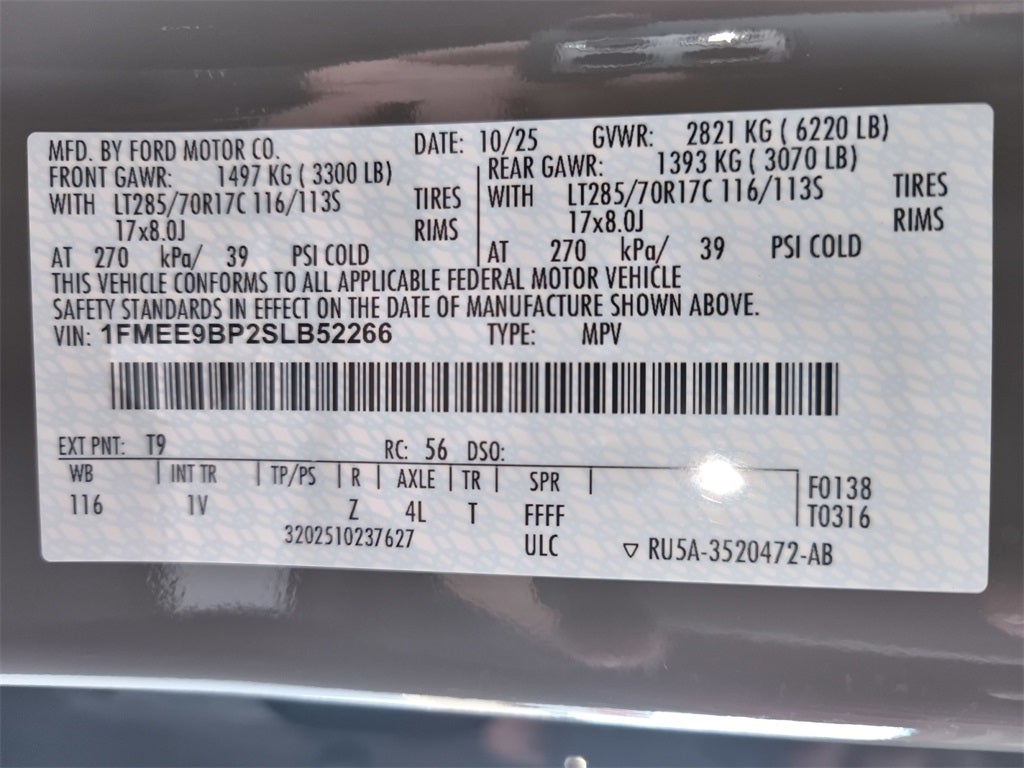 MFD. BY FORD MOTOR CO. DATE: 10/25 GVWR: 2821 KG ( 6220 LB)
FRONT GAWR: 1497 KG ( 3300 LB) REAR GAWR: 1393 KG ( 3070 LB)
WITH LT285/70R17C 116/113S TIRES WITH LT285/70R17C 116/113S TIRES
17x8.0J RIMS 17x8.0J RIMS
AT 270 kPa/ 39 PSI COLD AT 270 kPa/ 39 PSI COLD
THIS VEHICLE CONFORMS TO ALL APPLICABLE FEDERAL MOTOR VEHICLE
SAFETY STANDARDS IN EFFECT ON THE DATE OF MANUFACTURE SHOWN ABOVE.
VIN: 1FMEE9BP2SLB52266 TYPE: MPV
EXT PNT: T9 RC: 56 DSO:
WB INT TR TP/PS R AXLE TR SPR F0138
116 1V Z 4L T FFFF T0316
3202510237627 ULC RU5A-3520472-AB